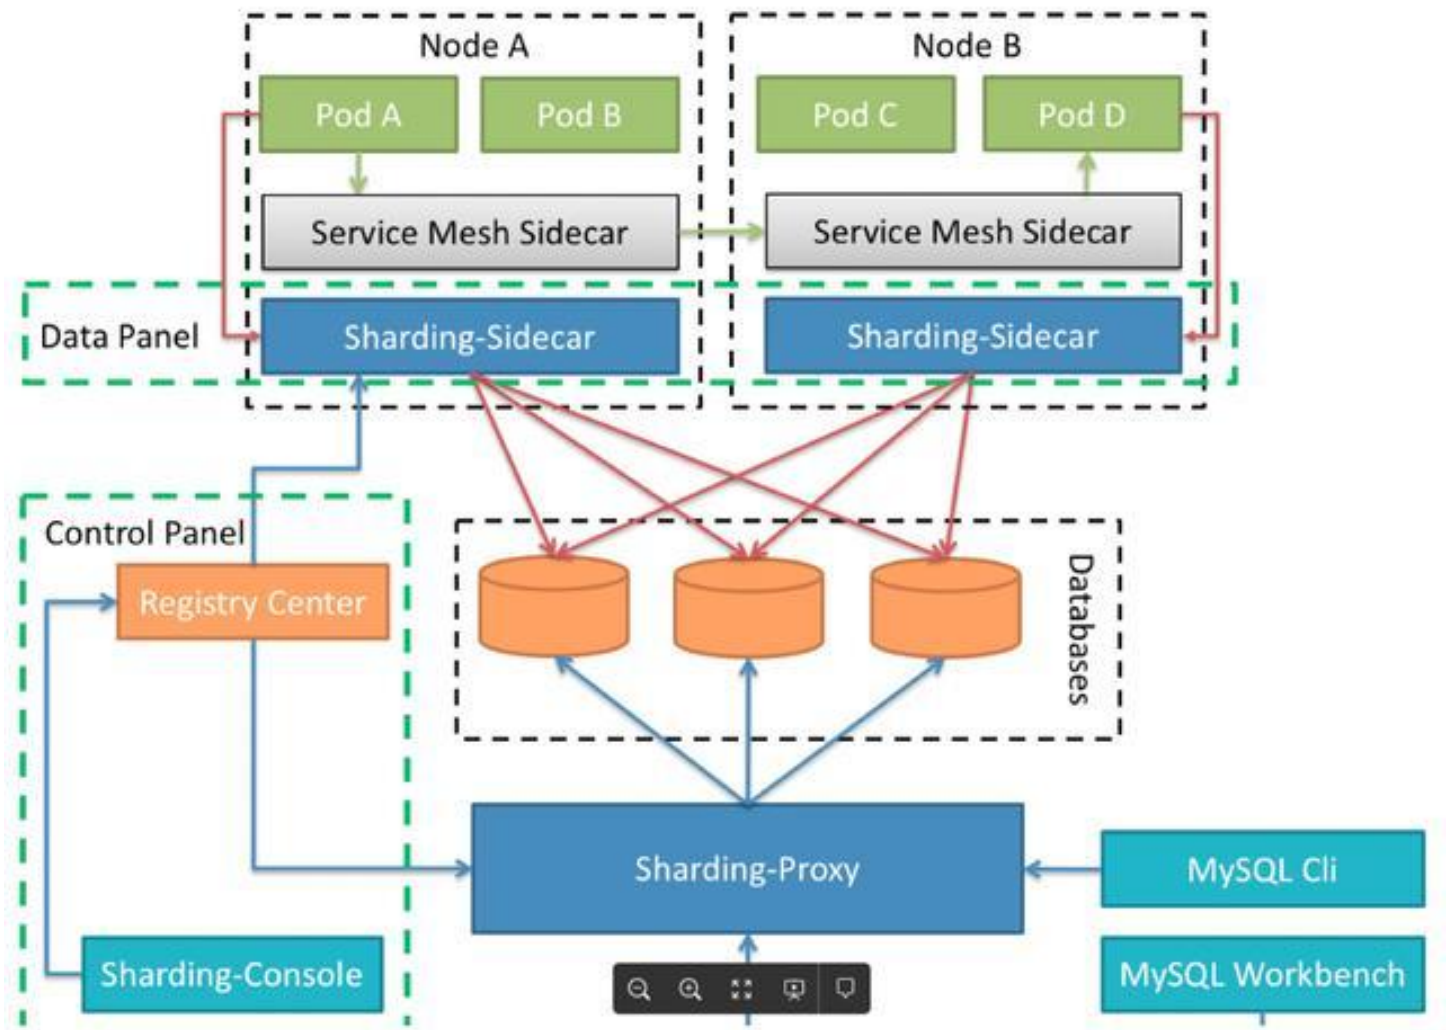 Node A
Node B
Pod A
Pod B
Pod C
Pod D
Service Mesh Sidecar
Service Mesh Sidecar
Data Panel
Sharding-Sidecar
Sharding-Sidecar
Control Panel
Registry Center
Databases
Sharding-Proxy
MySQL Cli
Sharding-Console
MySQL Workbench